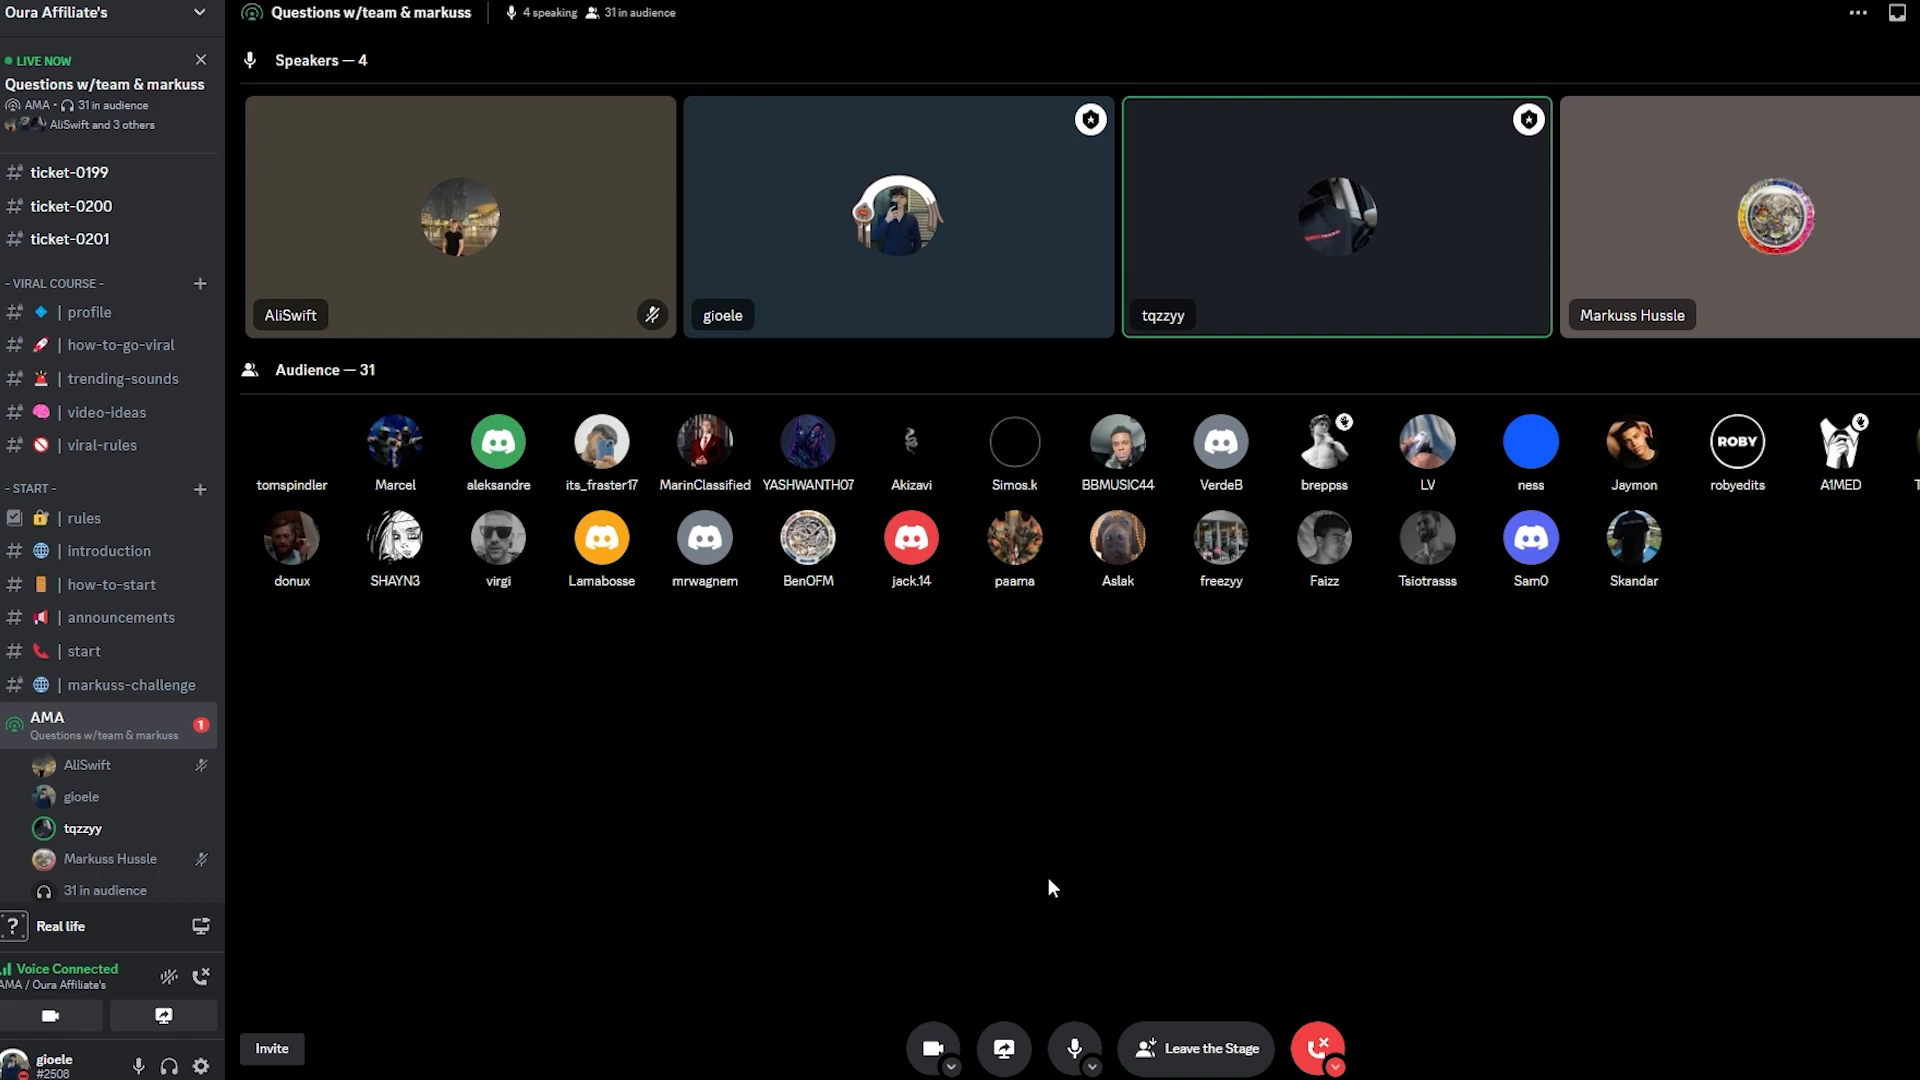 Oura Affiliate's
LIVE NOW
Questions w/team & markuss
AMA - 31 in audience
AliSwift and 3 others
ticket-0199
ticket-0200
ticket-0201
- VIRAL COURSE -
| profile
| how-to-go-viral
| trending-sounds
| video-ideas
| viral-rules
- START -
| rules
| introduction
| how-to-start
| announcements
| start
| markuss-challenge
AMA
1
Questions w/team & markuss
AliSwift
gioele
tqzzyy
Markuss Hussle
31 in audience
Real life
Voice Connected
AMA / Oura Affiliate's
gioele
#2508
Questions w/team & markuss
4 speaking 31 in audience
Speakers — 4
AliSwift
gioele
tqzzyy
Markuss Hussle
Audience — 31
ROBY
tomspindler Marcel aleksandre its_fraster17 MarinClassified YASHWANTH07 Akizavi Simos.k BBMUSIC44 VerdeB breppss LV ness Jaymon robyedits A1MED
donux SHAYN3 virgi Lamabosse mrwagnem BenOFM jack.14 paama Aslak freezyy Faizz Tsiotrasss Sam0 Skandar
Invite
Leave the Stage